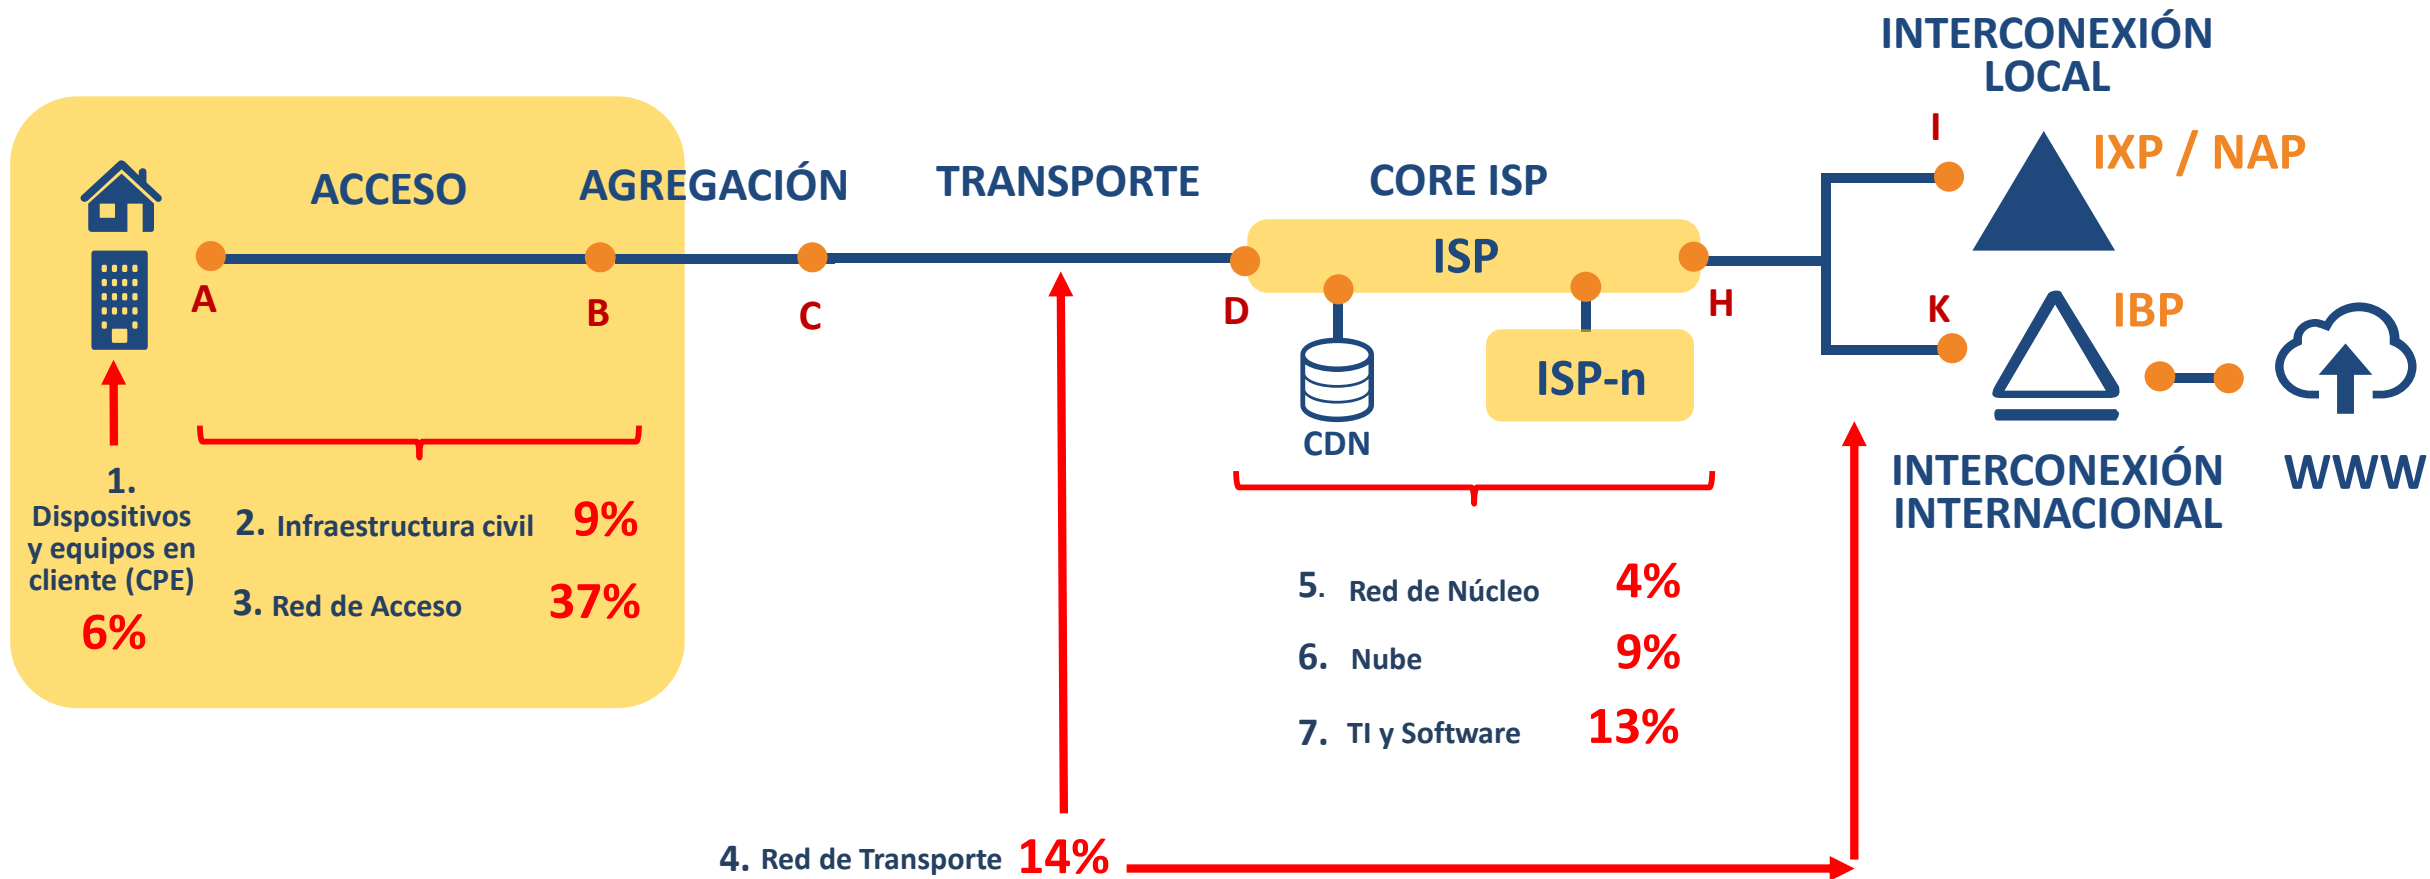 INTERCONEXIÓN
LOCAL
I
IXP / NAP
ACCESO
AGREGACIÓN
TRANSPORTE
CORE ISP
ISP
A
B
C
D
H
K
IBP
ISP-n
CDN
INTERCONEXIÓN
INTERNACIONAL
WWW
1.
Dispositivos
y equipos en
cliente (CPE)
6%
2. Infraestructura civil 9%
3. Red de Acceso 37%
5. Red de Núcleo 4%
6. Nube 9%
7. TI y Software 13%
4. Red de Transporte 14%